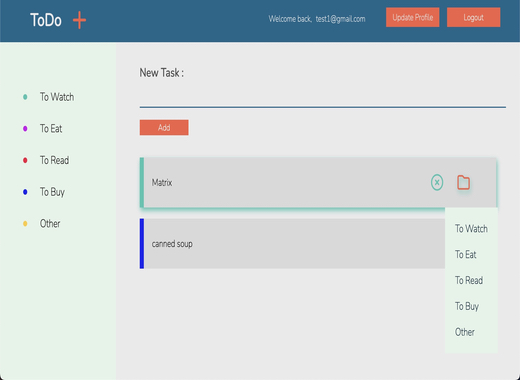 ToDo
Welcome back, test1@gmail.com
Update Profile
Logout
To Watch
To Eat
To Read
To Buy
Other
New Task :
Add
Matrix
canned soup
To Watch
To Eat
To Read
To Buy
Other